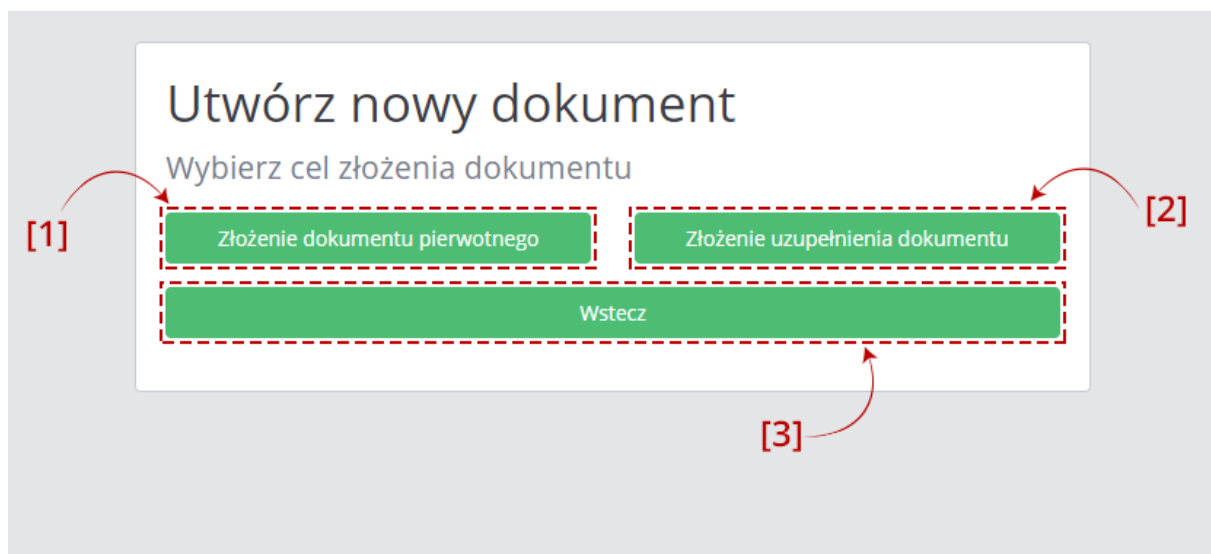 Utwórz nowy dokument
Wybierz cel złożenia dokumentu
[1]
[2]
Złożenie dokumentu pierwotnego
Złożenie uzupełnienia dokumentu
Wstecz
[3]